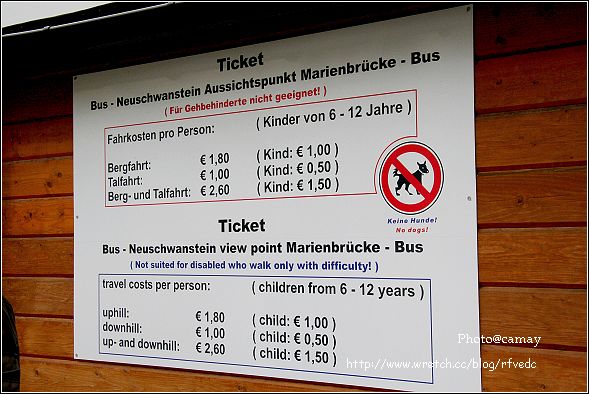 Ticket
Bus - Neuschwanstein Aussichtspunkt Marienbrücke - Bus
( Für Gehbehinderte nicht geeignet! )
Fahrkosten pro Person: ( Kinder von 6 - 12 Jahre )
Bergfahrt: € 1,80 (Kind: € 1,00 )
Talfahrt: € 1,00 (Kind: € 0,50 )
Berg- und Talfahrt: € 2,60 (Kind: € 1,50 )
Keine Hunde!
No dogs!
Ticket
Bus - Neuschwanstein view point Marienbrücke - Bus
( Not suited for disabled who walk only with difficulty! )
travel costs per person: ( children from 6 - 12 years )
uphill: € 1,80 (child: € 1,00 )
downhill: € 1,00 (child: € 0,50 )
up- and downhill: € 2,60 (child: € 1,50 )
Photo@camay
http://www.wretch.cc/blog/rfvedc